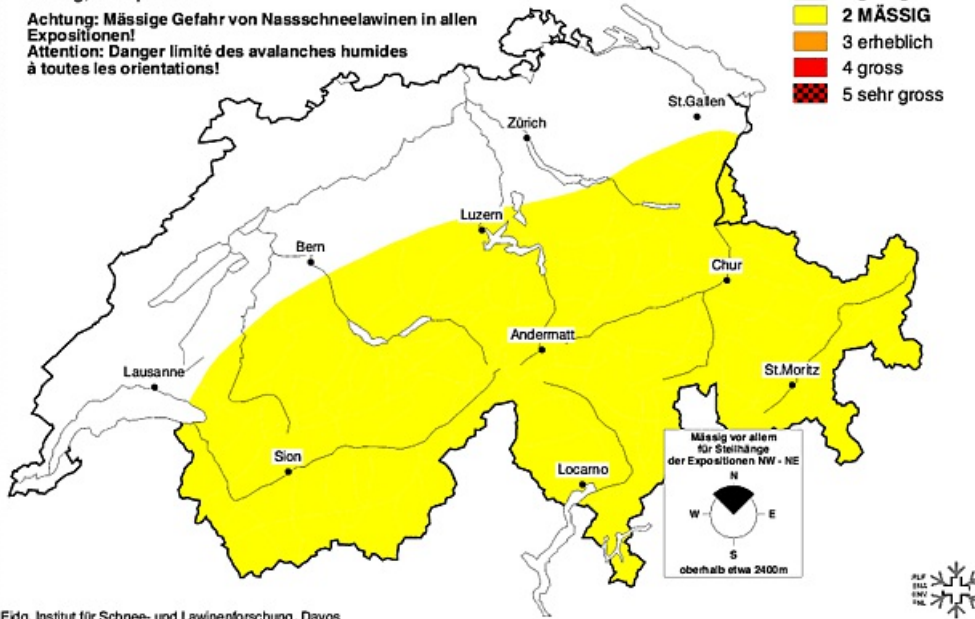 Achtung: Mässige Gefahr von Nassschneelawinen in allen
Expositionen!
Attention: Danger limité des avalanches humides
à toutes les orientations!
2 MÄSSIG
3 erheblich
4 gross
5 sehr gross
St.Gallen
Zürich
Luzern
Bern
Chur
Andermatt
Lausanne
St.Moritz
Sion
Locarno
Mässig vor allem
für Steilhänge
der Expositionen NW - NE
N
W
E
S
oberhalb etwa 2400m
Eidg. Institut für Schnee- und Lawinenforschung, Davos